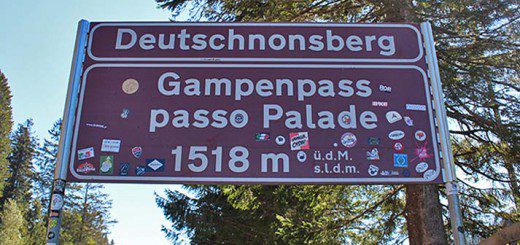 Deutschnonsberg
Gampenpass
passo Palade
1518 m ü.d.M.
s.l.d.m.